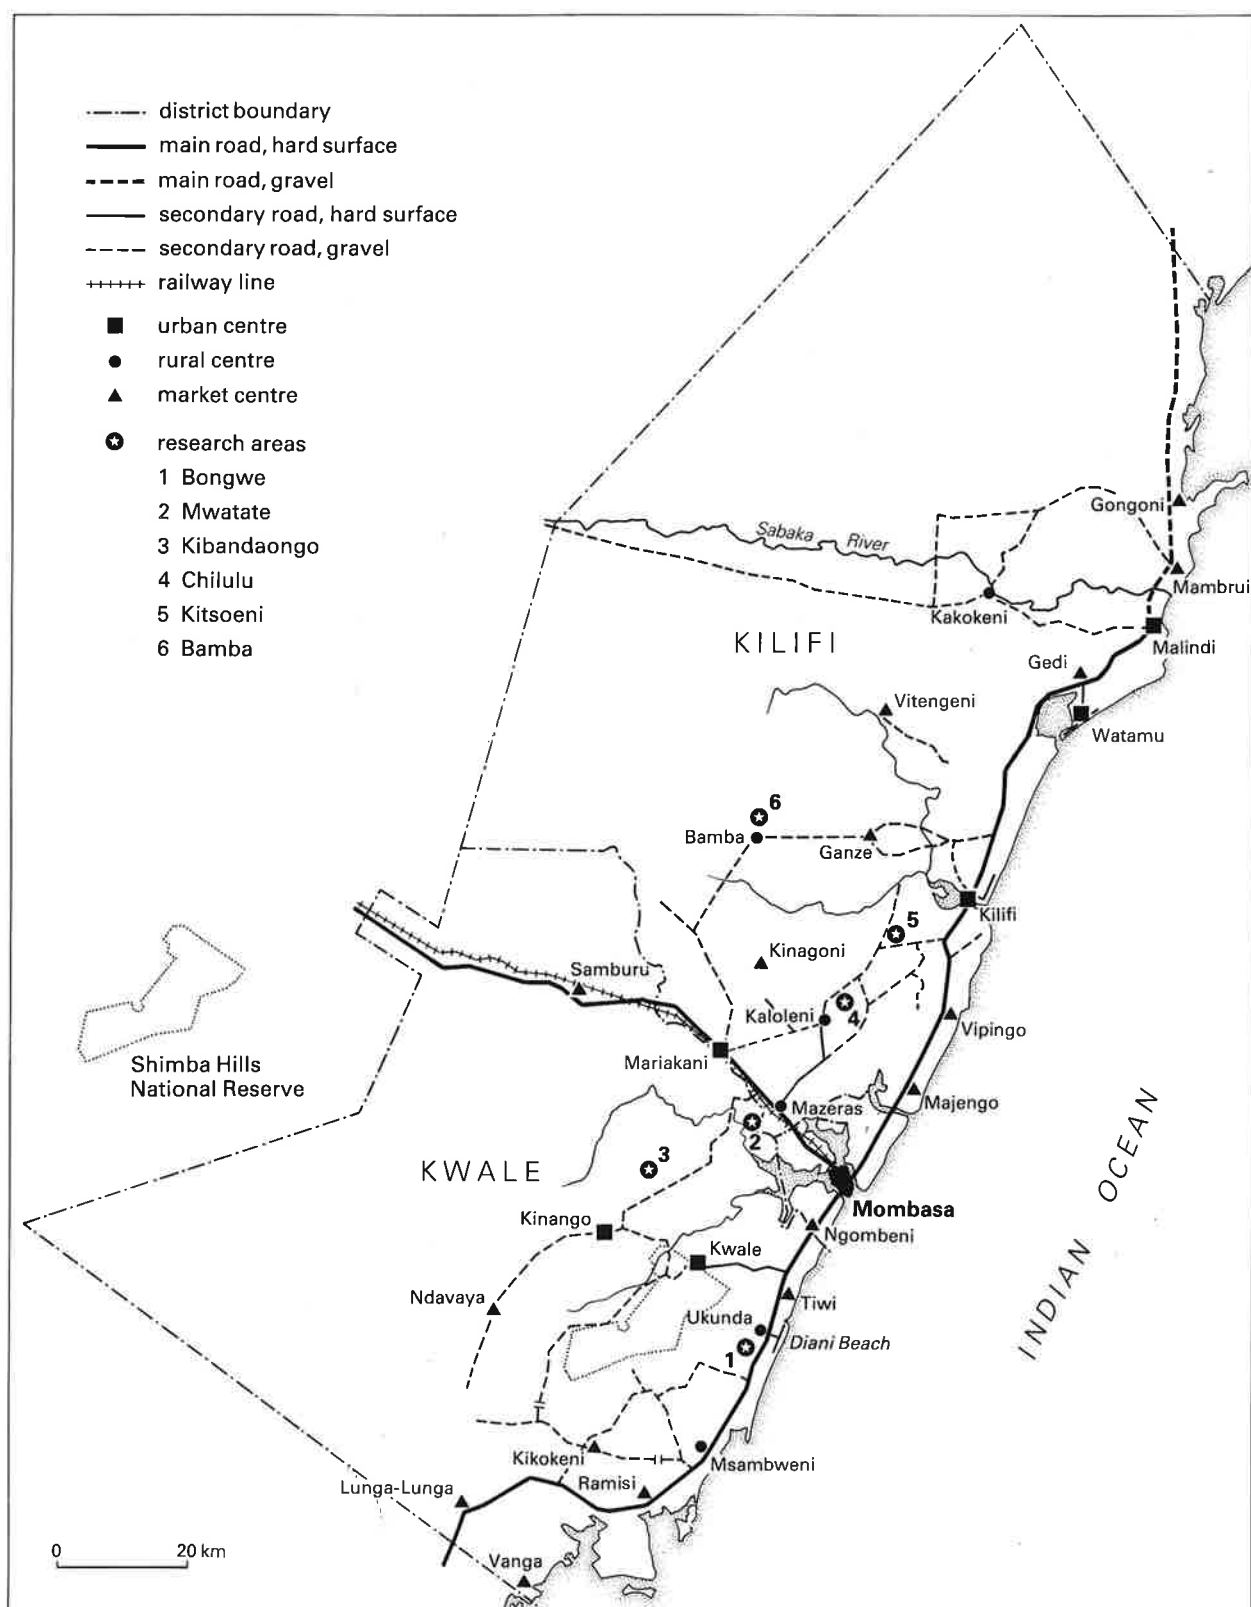 district boundary
main road, hard surface
main road, gravel
secondary road, hard surface
secondary road, gravel
railway line
urban centre
rural centre
market centre
research areas
1 Bongwe
2 Mwatate
3 Kibandaongo
4 Chilulu
5 Kitsoeni
6 Bamba
Gongoni
Sabaka River
Mambrui
Kakokeni
KILIFI
Malindi
Gedi
Vitengeni
Watamu
6
Bamba
Ganze
Kilifi
5
Kinagoni
Samburu
Kaloleni
4
Vipingo
Shimba Hills
National Reserve
Mariakani
Mazeras
Majengo
2
3
KWALE
Mombasa
Kinango
Ngombeni
Kwale
Ndavaya
Tiwi
Ukunda
Diani Beach
1
INDIAN OCEAN
Kikokeni
Msambweni
Lunga-Lunga
Ramisi
Vanga
0 20 km